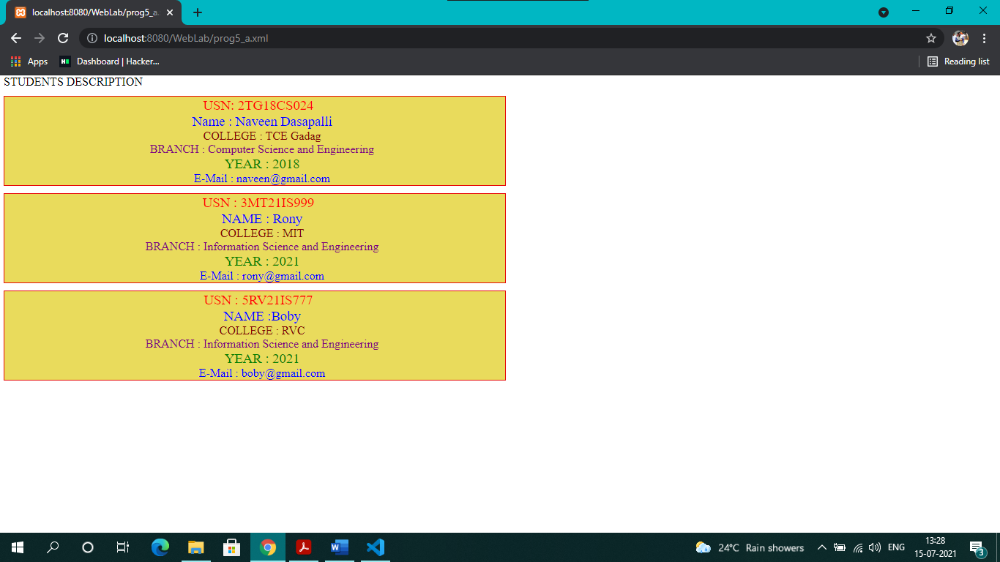 localhost:8080/WebLab/prog5_a.
localhost:8080/WebLab/prog5_a.xml
Apps
Dashboard | Hacker...
Reading list
STUDENTS DESCRIPTION
USN: 2TG18CS024
Name : Naveen Dasapalli
COLLEGE : TCE Gadag
BRANCH : Computer Science and Engineering
YEAR : 2018
E-Mail : naveen@gmail.com
USN : 3MT21IS999
NAME : Rony
COLLEGE : MIT
BRANCH : Information Science and Engineering
YEAR : 2021
E-Mail : rony@gmail.com
USN : 5RV21IS777
NAME :Boby
COLLEGE : RVC
BRANCH : Information Science and Engineering
YEAR : 2021
E-Mail : boby@gmail.com
24°C Rain showers
ENG
13:28
15-07-2021
3